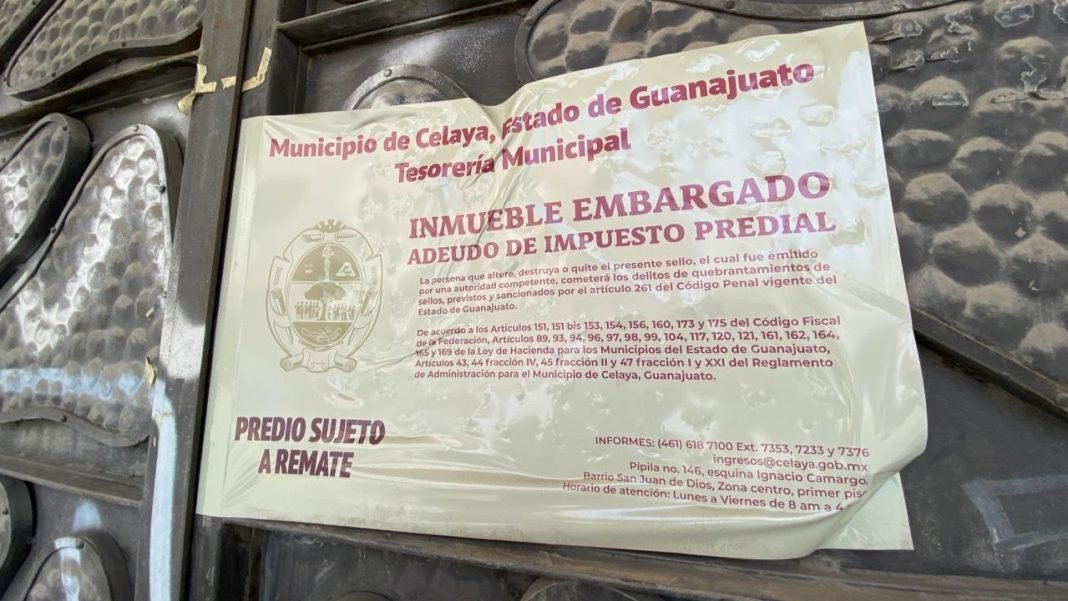 Municipio de Celaya, Estado de Guanajuato
Tesorería Municipal
INMUEBLE EMBARGADO
ADEUDO DE IMPUESTO PREDIAL
La persona que altere, destruya o quite el presente sello, el cual fue emitido
por una autoridad competente, cometerá los delitos de quebrantamientos de
sellos, previstos y sancionados por el artículo 261 del Código Penal vigente del
Estado de Guanajuato.
De acuerdo a los Artículos 151, 151 bis 153, 154, 156, 160, 173 y 175 del Código Fiscal
de la Federación, Artículos 89, 93, 94, 96, 97, 98, 99, 104, 117, 120, 121, 161, 162, 164,
165 y 169 de la Ley de Hacienda para los Municipios del Estado de Guanajuato,
Artículos 43, 44 fracción IV, 45 fracción II y 47 fracción I y XXI del Reglamento
de Administración para el Municipio de Celaya, Guanajuato.
PREDIO SUJETO
A REMATE
INFORMES: (461) 618 7100 Ext. 7353, 7233 y 7376
ingresos@celaya.gob.mx
Pípila no. 146, esquina Ignacio Camargo,
Barrio San Juan de Dios, Zona centro, primer
Horario de atención: Lunes a Viernes de 8 am a 4